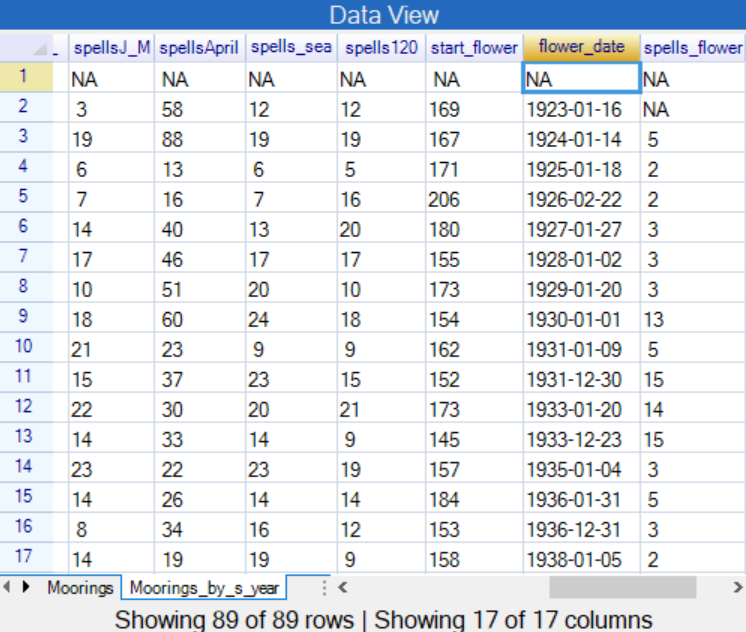 Data View
_ spellsJ_M spellsApril spells_sea spells120 start_flower flower_date spells_flower
1 NA NA NA NA NA NA NA
2 3 58 12 12 169 1923-01-16 NA
3 19 88 19 19 167 1924-01-14 5
4 6 13 6 5 171 1925-01-18 2
5 7 16 7 16 206 1926-02-22 2
6 14 40 13 20 180 1927-01-27 3
7 17 46 17 17 155 1928-01-02 3
8 10 51 20 10 173 1929-01-20 3
9 18 60 24 18 154 1930-01-01 13
10 21 23 9 9 162 1931-01-09 5
11 15 37 23 15 152 1931-12-30 15
12 22 30 20 21 173 1933-01-20 14
13 14 33 14 9 145 1933-12-23 15
14 23 22 23 19 157 1935-01-04 3
15 14 26 14 14 184 1936-01-31 5
16 8 34 16 12 153 1936-12-31 3
17 14 19 19 9 158 1938-01-05 2
Moorings Moorings_by_s_year
Showing 89 of 89 rows | Showing 17 of 17 columns